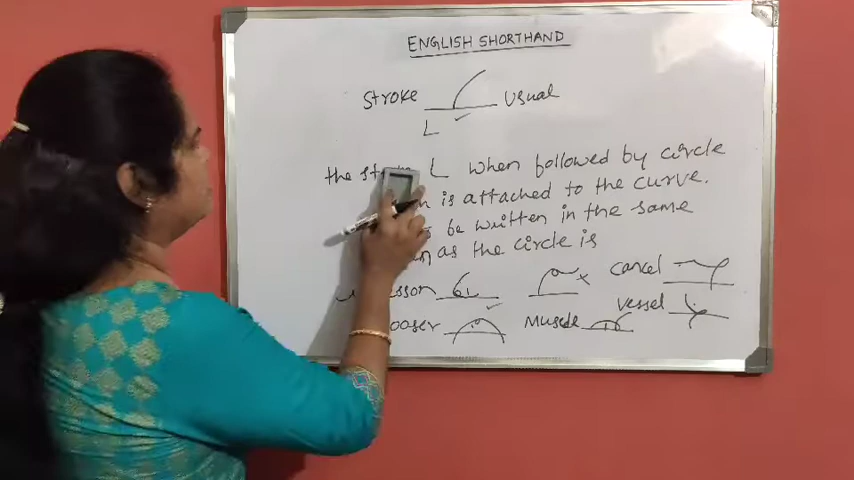 ENGLISH SHORTHAND
Stroke usual
L
the L when followed by circle
is attached to the curve.
be written in the same
as the circle is
cancel
vessel
Muscle